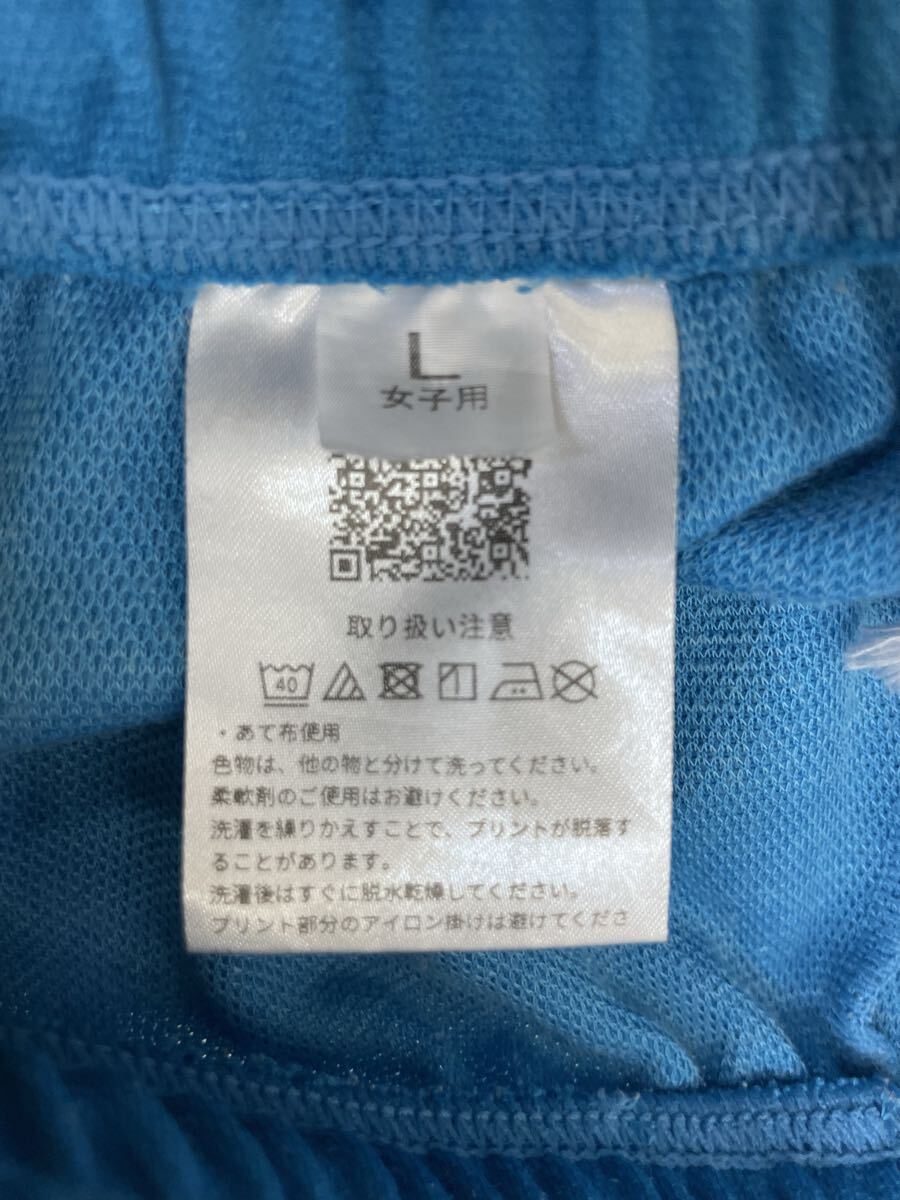 L
女子用
取り扱い注意
40
・あて布使用
色物は、他の物と分けて洗ってください。
柔軟剤のご使用はお避けください。
洗濯を繰りかえすことで、プリントが脱落す
ることがあります。
洗濯後はすぐに脱水乾燥してください。
プリント部分のアイロン掛けは避けてくださ